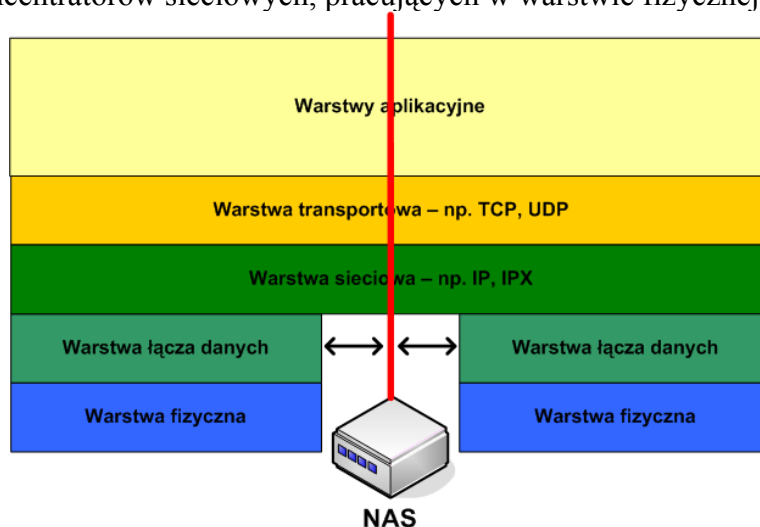 sieciowych, pracujących w warstwie fizycznej
Warstwy aplikacyjne
Warstwa transportowa – np. TCP, UDP
Warstwa sieciowa – np. IP, IPX
Warstwa łącza danych
Warstwa łącza danych
Warstwa fizyczna
Warstwa fizyczna
NAS